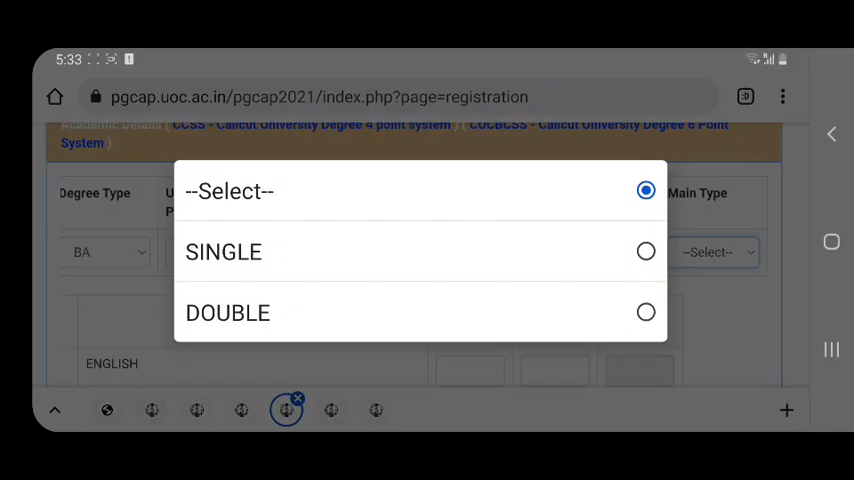 5:33
pgcap.uoc.ac.in/pgcap2021/index.php?page=registration
:D
Academic Details ( CCSS - Calicut University Degree 4 point system ) ( CUCBCSS - Calicut University Degree 6 Point
System )
--Select--
Degree Type
Main Type
BA
SINGLE
--Select--
DOUBLE
ENGLISH